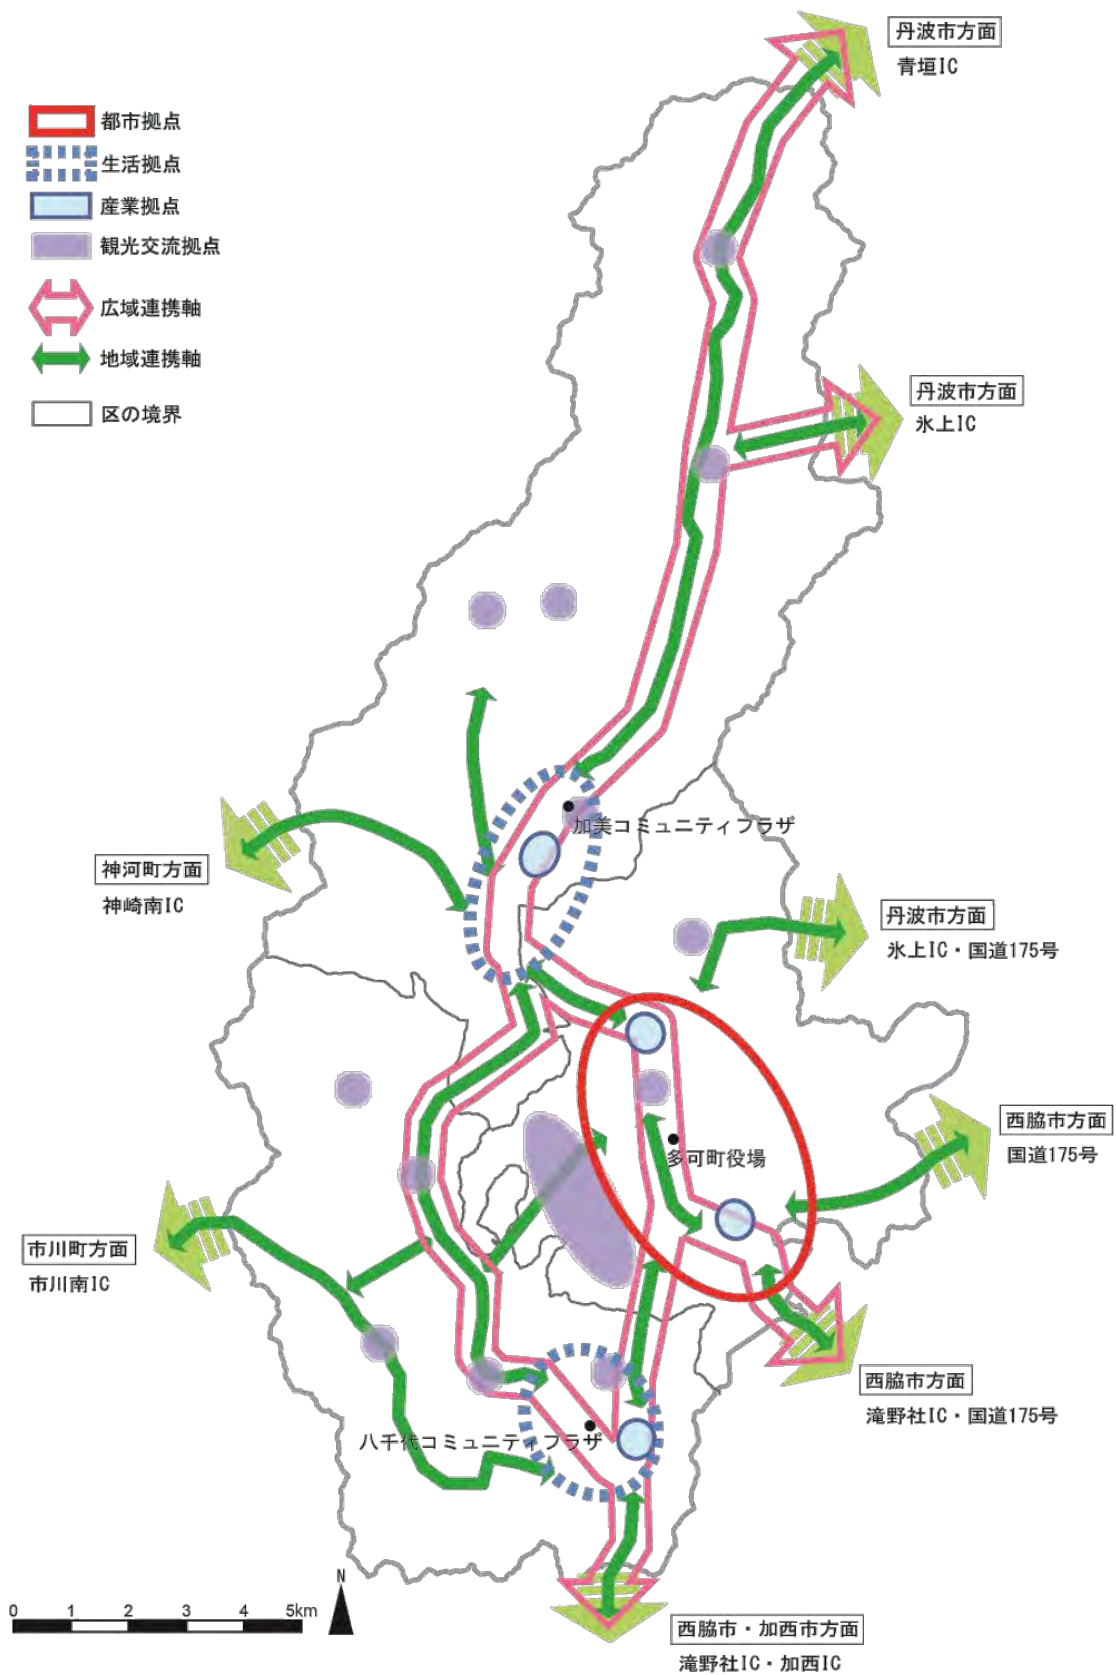 丹波市方面
青垣IC
都市拠点
生活拠点
産業拠点
観光交流拠点
広域連携軸
地域連携軸
区の境界
丹波市方面
氷上IC
加美コミュニティプラザ
神河町方面
神崎南IC
丹波市方面
氷上IC・国道175号
西脇市方面
国道175号
多可町役場
市川町方面
市川南IC
西脇市方面
滝野社IC・国道175号
八千代コミュニティプラザ
N
0 1 2 3 4 5km
西脇市・加西市方面
滝野社IC・加西IC